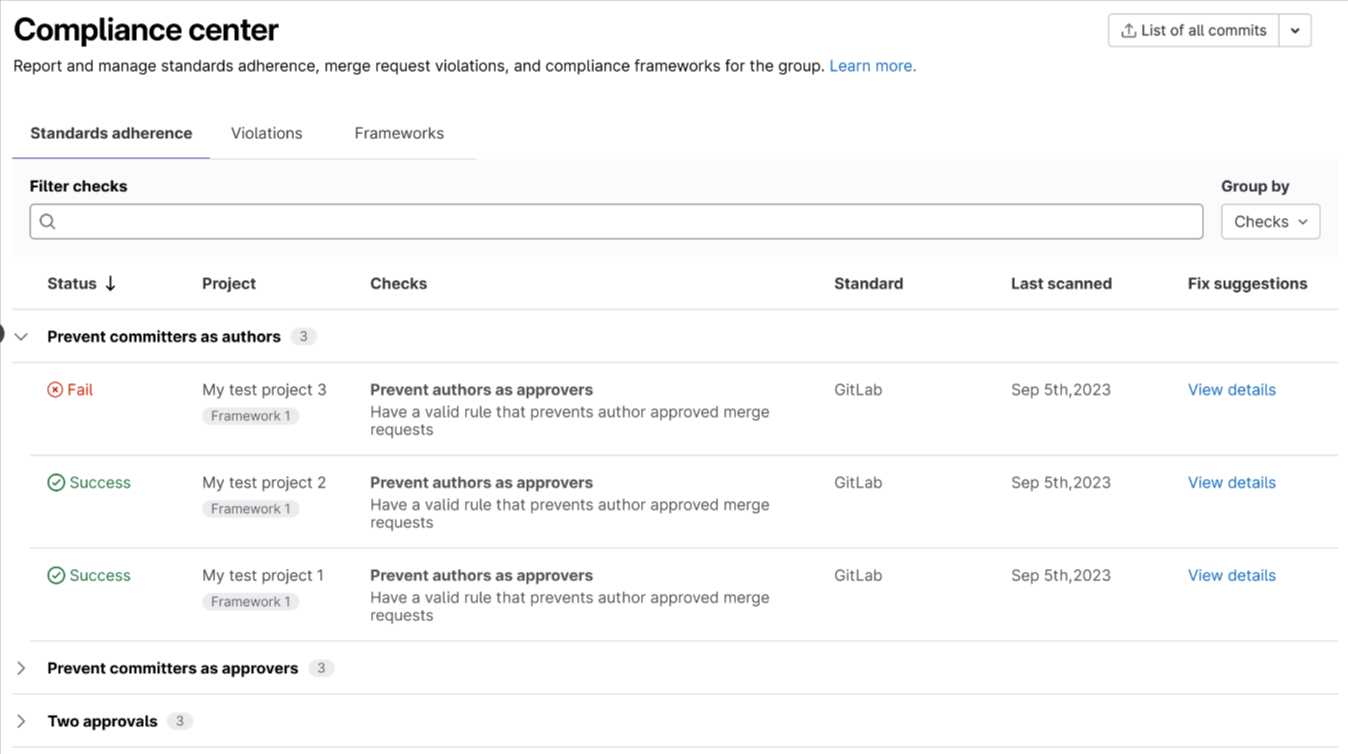 Compliance center
List of all commits
Report and manage standards adherence, merge request violations, and compliance frameworks for the group. Learn more.
Standards adherence Violations Frameworks
Filter checks Group by
Checks
Status Project Checks Standard Last scanned Fix suggestions
Prevent committers as authors 3
Fail My test project 3 Prevent authors as approvers GitLab Sep 5th,2023 View details
Framework 1 Have a valid rule that prevents author approved merge
requests
Success My test project 2 Prevent authors as approvers GitLab Sep 5th,2023 View details
Framework 1 Have a valid rule that prevents author approved merge
requests
Success My test project 1 Prevent authors as approvers GitLab Sep 5th,2023 View details
Framework 1 Have a valid rule that prevents author approved merge
requests
Prevent committers as approvers 3
Two approvals 3